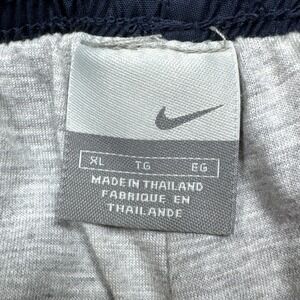 XL TG EG
MADE IN THAILAND
FABRIQUE EN
THAILANDE